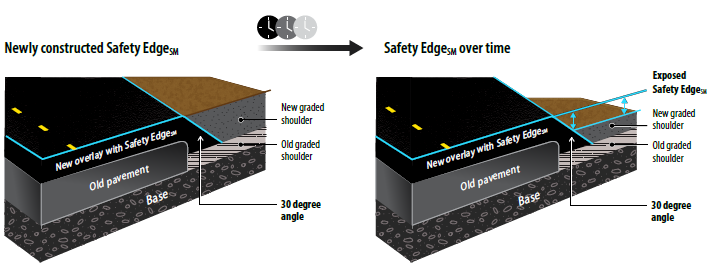 Newly constructed Safety EdgeSM
Safety EdgeSM over time
New graded
shoulder
Old graded
shoulder
New overlay with Safety EdgeSM
Old pavement
Base
30 degree
angle
Exposed
Safety EdgeSM
New graded
shoulder
Old graded
shoulder
New overlay with Safety EdgeSM
Old pavement
Base
30 degree
angle